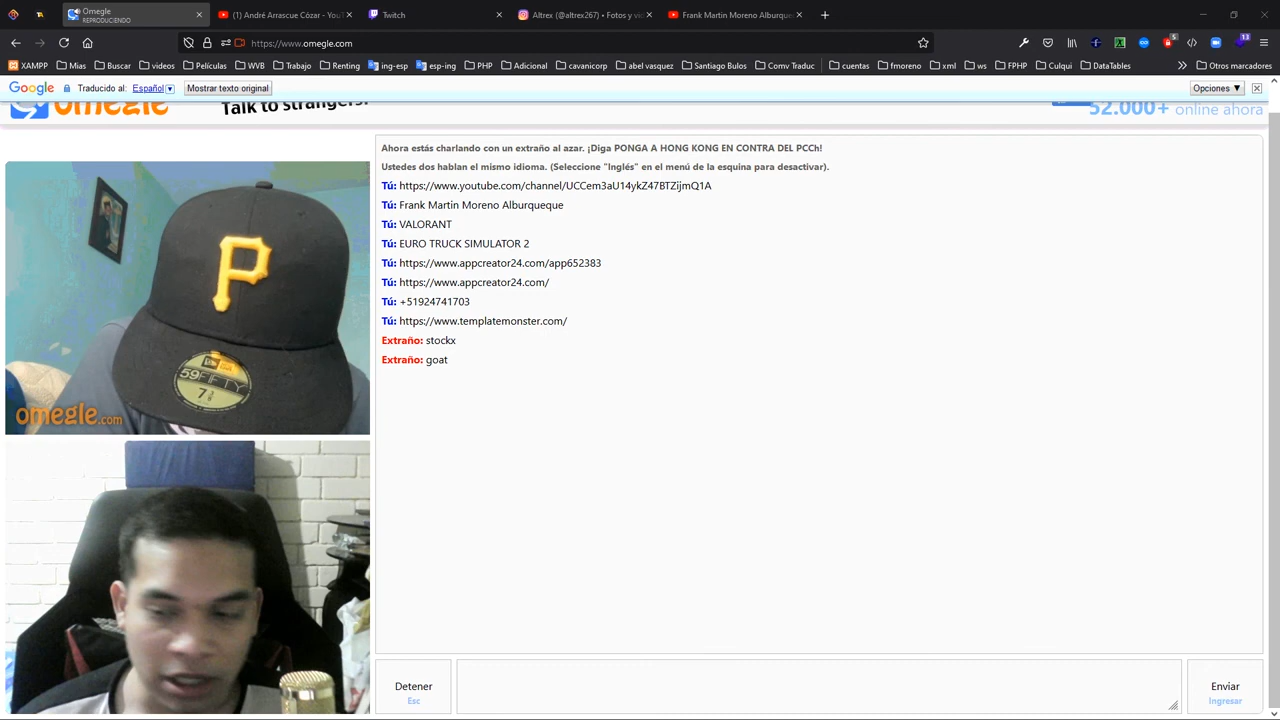 Omegle
REPRODUCIENDO
(1) André Arrascue Cózar - YouT
Twitch
Altrex (@altrex267) • Fotos y vi
Frank Martin Moreno Alburque
5
13
https://www.omegle.com
XAMPP
Mias
Buscar
videos
Películas
WVB
Trabajo
Renting
ing-esp
esp-ing
PHP
Adicional
abel vasquez
Santiago Bulos
Comv Traduc
cuentas
fmoreno
xml
ws
FPHP
Culqui
DataTables
Otros marcadores
Google
Traducido al: Español
Mostrar texto original
Opciones ▼
omegle
Talk to strangers!
52.000+ online ahora
Ahora estás charlando con un extraño al azar. ¡Diga PONGA A HONG KONG EN CONTRA DEL PCCh!
Ustedes dos hablan el mismo idioma. (Seleccione "Inglés" en el menú de la esquina para desactivar).
Tú: https://www.youtube.com/channel/UCCem3aU14ykZ47BTZijmQ1A
Tú: Frank Martin Moreno Alburqueque
Tú: VALORANT
Tú: EURO TRUCK SIMULATOR 2
Tú: https://www.appcreator24.com/app652383
Tú: https://www.appcreator24.com/
Tú: +51924741703
Tú: https://www.templatemonster.com/
Extraño: stockx
Extraño: goat
P
59FIFTY
omegle.com
Detener
Esc
Enviar
Ingresar